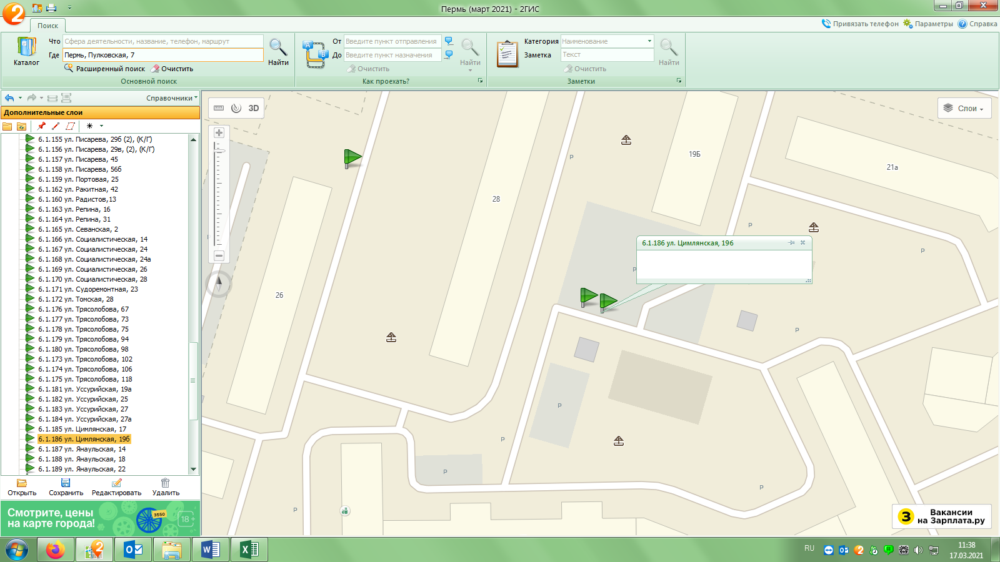 Пермь (март 2021) - 2ГИС
Поиск
Привязать телефон
Параметры
Справка
Каталог
Что
Сфера деятельности, название, телефон, маршрут
Где
Пермь, Пулковская, 7
Расширенный поиск
Очистить
Найти
Основной поиск
От
Введите пункт отправления
До
Введите пункт назначения
Очистить
Найти
Как проехать?
Категория
Наименование
Заметка
Текст
Очистить
Найти
Заметки
Справочники
Дополнительные слои
6.1.155 ул. Писарева, 29б (2), (К/Г)
6.1.156 ул. Писарева, 29в, (2), (К/Г)
6.1.157 ул. Писарева, 45
6.1.158 ул. Писарева, 56б
6.1.159 ул. Портовая, 25
6.1.162 ул. Ракитная, 42
6.1.160 ул. Радистов,13
6.1.163 ул. Репина, 16
6.1.164 ул. Репина, 31
6.1.165 ул. Севанская, 2
6.1.166 ул. Социалистическая, 14
6.1.167 ул. Социалистическая, 24
6.1.168 ул. Социалистическая, 24а
6.1.169 ул. Социалистическая, 26
6.1.170 ул. Социалистическая, 28
6.1.171 ул. Судоремонтная, 23
6.1.172 ул. Томская, 28
6.1.176 ул. Трясолобова, 67
6.1.177 ул. Трясолобова, 73
6.1.178 ул. Трясолобова, 75
6.1.179 ул. Трясолобова, 94
6.1.180 ул. Трясолобова, 98
6.1.173 ул. Трясолобова, 102
6.1.174 ул. Трясолобова, 106
6.1.175 ул. Трясолобова, 118
6.1.181 ул. Уссурийская, 19а
6.1.182 ул. Уссурийская, 25
6.1.183 ул. Уссурийская, 27
6.1.184 ул. Уссурийская, 27а
6.1.185 ул. Цимлянская, 17
6.1.186 ул. Цимлянская, 19б
6.1.187 ул. Янаульская, 14
6.1.188 ул. Янаульская, 18
6.1.189 ул. Янаульская, 22
Открыть
Сохранить
Редактировать
Удалить
Смотрите, цены
на карте города!
3550
18+
3D
Слои
19Б
21а
28
26
P
P
P
P
P
P
P
P
P
P
P
6.1.186 ул. Цимлянская, 19б
З
Вакансии
на Зарплата.ру
RU
11:38
17.03.2021